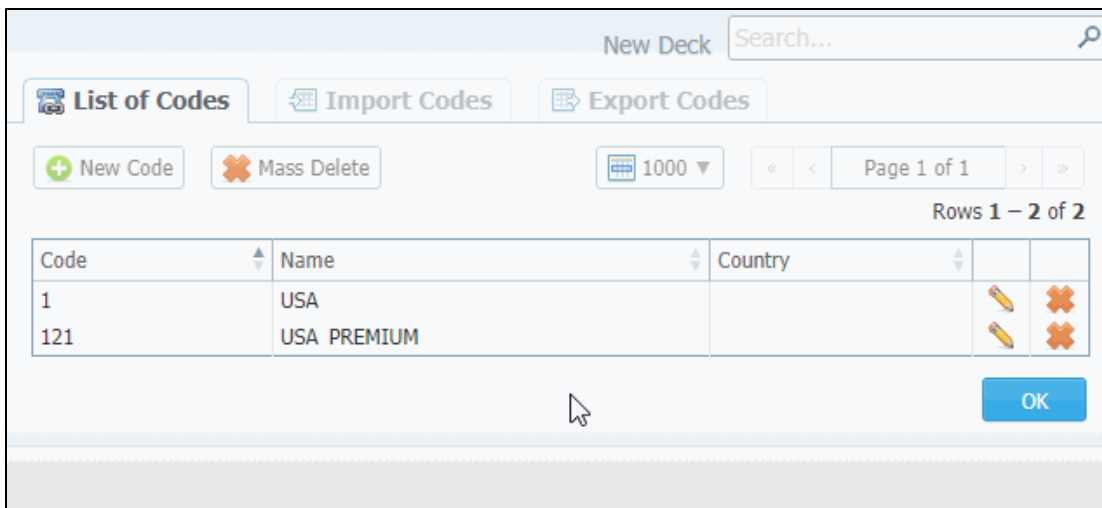 New Deck Search...
List of Codes Import Codes Export Codes
New Code Mass Delete 1000 ▼ « ‹ Page 1 of 1 › »
Rows 1 – 2 of 2
Code Name Country
1 USA
121 USA PREMIUM
OK